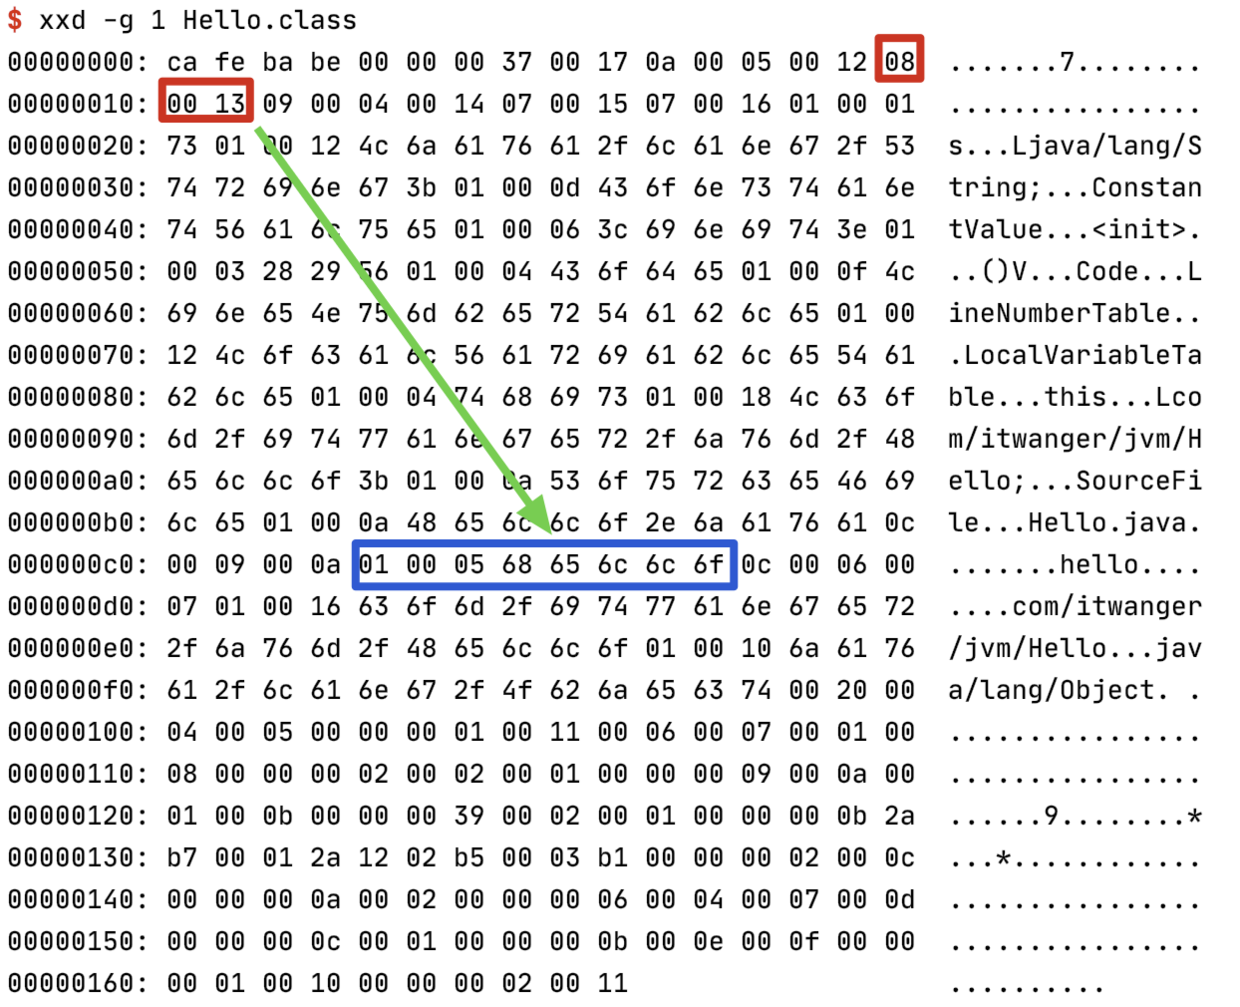 $ xxd -g 1 Hello.class
00000000: ca fe ba be 00 00 00 37 00 17 0a 00 05 00 12 08  .......7........
00000010: 00 13 09 00 04 00 14 07 00 15 07 00 16 01 00 01  ................
00000020: 73 01 00 12 4c 6a 61 76 61 2f 6c 61 6e 67 2f 53  s...Ljava/lang/S
00000030: 74 72 69 6e 67 3b 01 00 0d 43 6f 6e 73 74 61 6e  tring;...Constan
00000040: 74 56 61 6c 75 65 01 00 06 3c 69 6e 69 74 3e 01  tValue...<init>.
00000050: 00 03 28 29 56 01 00 04 43 6f 64 65 01 00 0f 4c  ..()V...Code...L
00000060: 69 6e 65 4e 75 6d 62 65 72 54 61 62 6c 65 01 00  ineNumberTable..
00000070: 12 4c 6f 63 61 6c 56 61 72 69 61 62 6c 65 54 61  .LocalVariableTa
00000080: 62 6c 65 01 00 04 74 68 69 73 01 00 18 4c 63 6f  ble...this...Lco
00000090: 6d 2f 69 74 77 61 6e 67 65 72 2f 6a 76 6d 2f 48  m/itwanger/jvm/H
000000a0: 65 6c 6c 6f 3b 01 00 0a 53 6f 75 72 63 65 46 69  ello;...SourceFi
000000b0: 6c 65 01 00 0a 48 65 6c 6c 6f 2e 6a 61 76 61 0c  le...Hello.java.
000000c0: 00 09 00 0a 01 00 05 68 65 6c 6c 6f 0c 00 06 00  .......hello....
000000d0: 07 01 00 16 63 6f 6d 2f 69 74 77 61 6e 67 65 72  ....com/itwanger
000000e0: 2f 6a 76 6d 2f 48 65 6c 6c 6f 01 00 10 6a 61 76  /jvm/Hello...jav
000000f0: 61 2f 6c 61 6e 67 2f 4f 62 6a 65 63 74 00 20 00  a/lang/Object. .
00000100: 04 00 05 00 00 00 01 00 11 00 06 00 07 00 01 00  ................
00000110: 08 00 00 00 02 00 02 00 01 00 00 00 09 00 0a 00  ................
00000120: 01 00 0b 00 00 00 39 00 02 00 01 00 00 00 0b 2a  ......9........*
00000130: b7 00 01 2a 12 02 b5 00 03 b1 00 00 00 02 00 0c  ...*............
00000140: 00 00 00 0a 00 02 00 00 00 06 00 04 00 07 00 0d  ................
00000150: 00 00 00 0c 00 01 00 00 00 0b 00 0e 00 0f 00 00  ................
00000160: 00 01 00 10 00 00 00 02 00 11  ..........